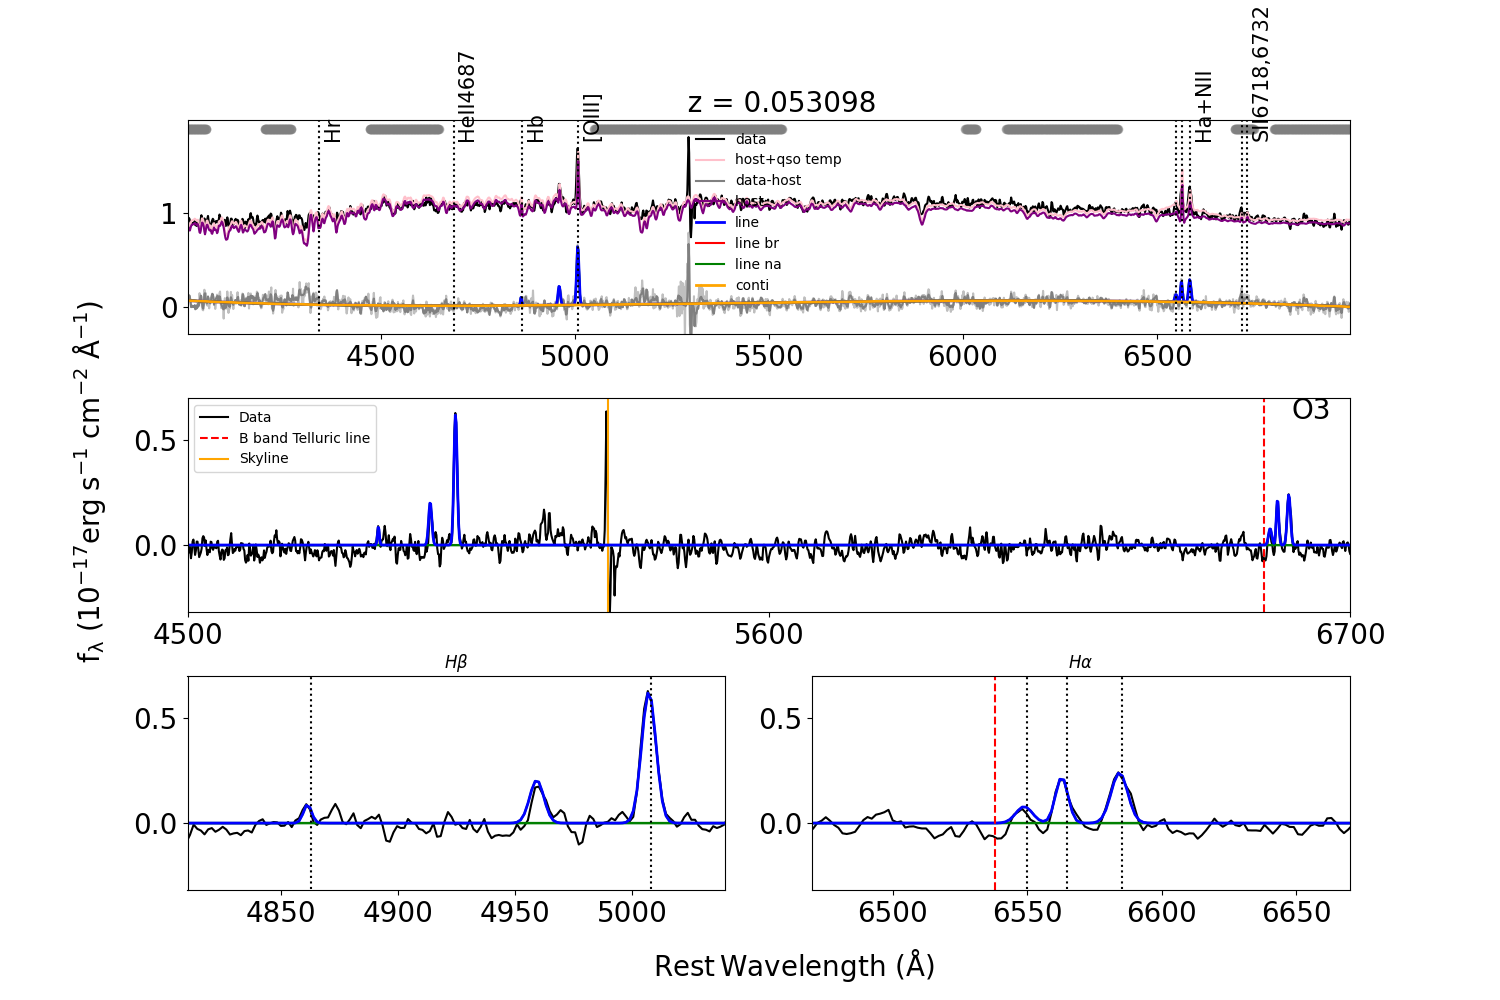 z = 0.053098
Hr
HeII4687
Hb
[OIII]
Ha+NII
SII6718,6732
data
host+qso temp
data-host
host
line
line br
line na
conti
1
0
4500 5000 5500 6000 6500
f_λ (10⁻¹⁷erg s⁻¹ cm⁻² Å⁻¹)
Data
B band Telluric line
Skyline
O3
0.5
0.0
4500 5600 6700
Hβ
0.5
0.0
4850 4900 4950 5000
Hα
0.5
0.0
6500 6550 6600 6650
Rest Wavelength (Å)